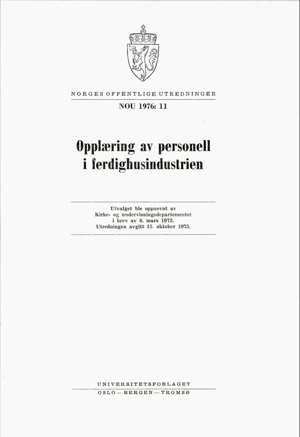 NORGES OFFENTLIGE UTREDNINGER
NOU 1976: 11
Opplæring av personell
i ferdighusindustrien
Utvalget ble oppnevnt av
Kirke- og undervisningsdepartementet
i brev av 8. mars 1972.
Utredningen avgitt 15. oktober 1975.
UNIVERSITETSFORLAGET
OSLO — BERGEN — TROMSØ